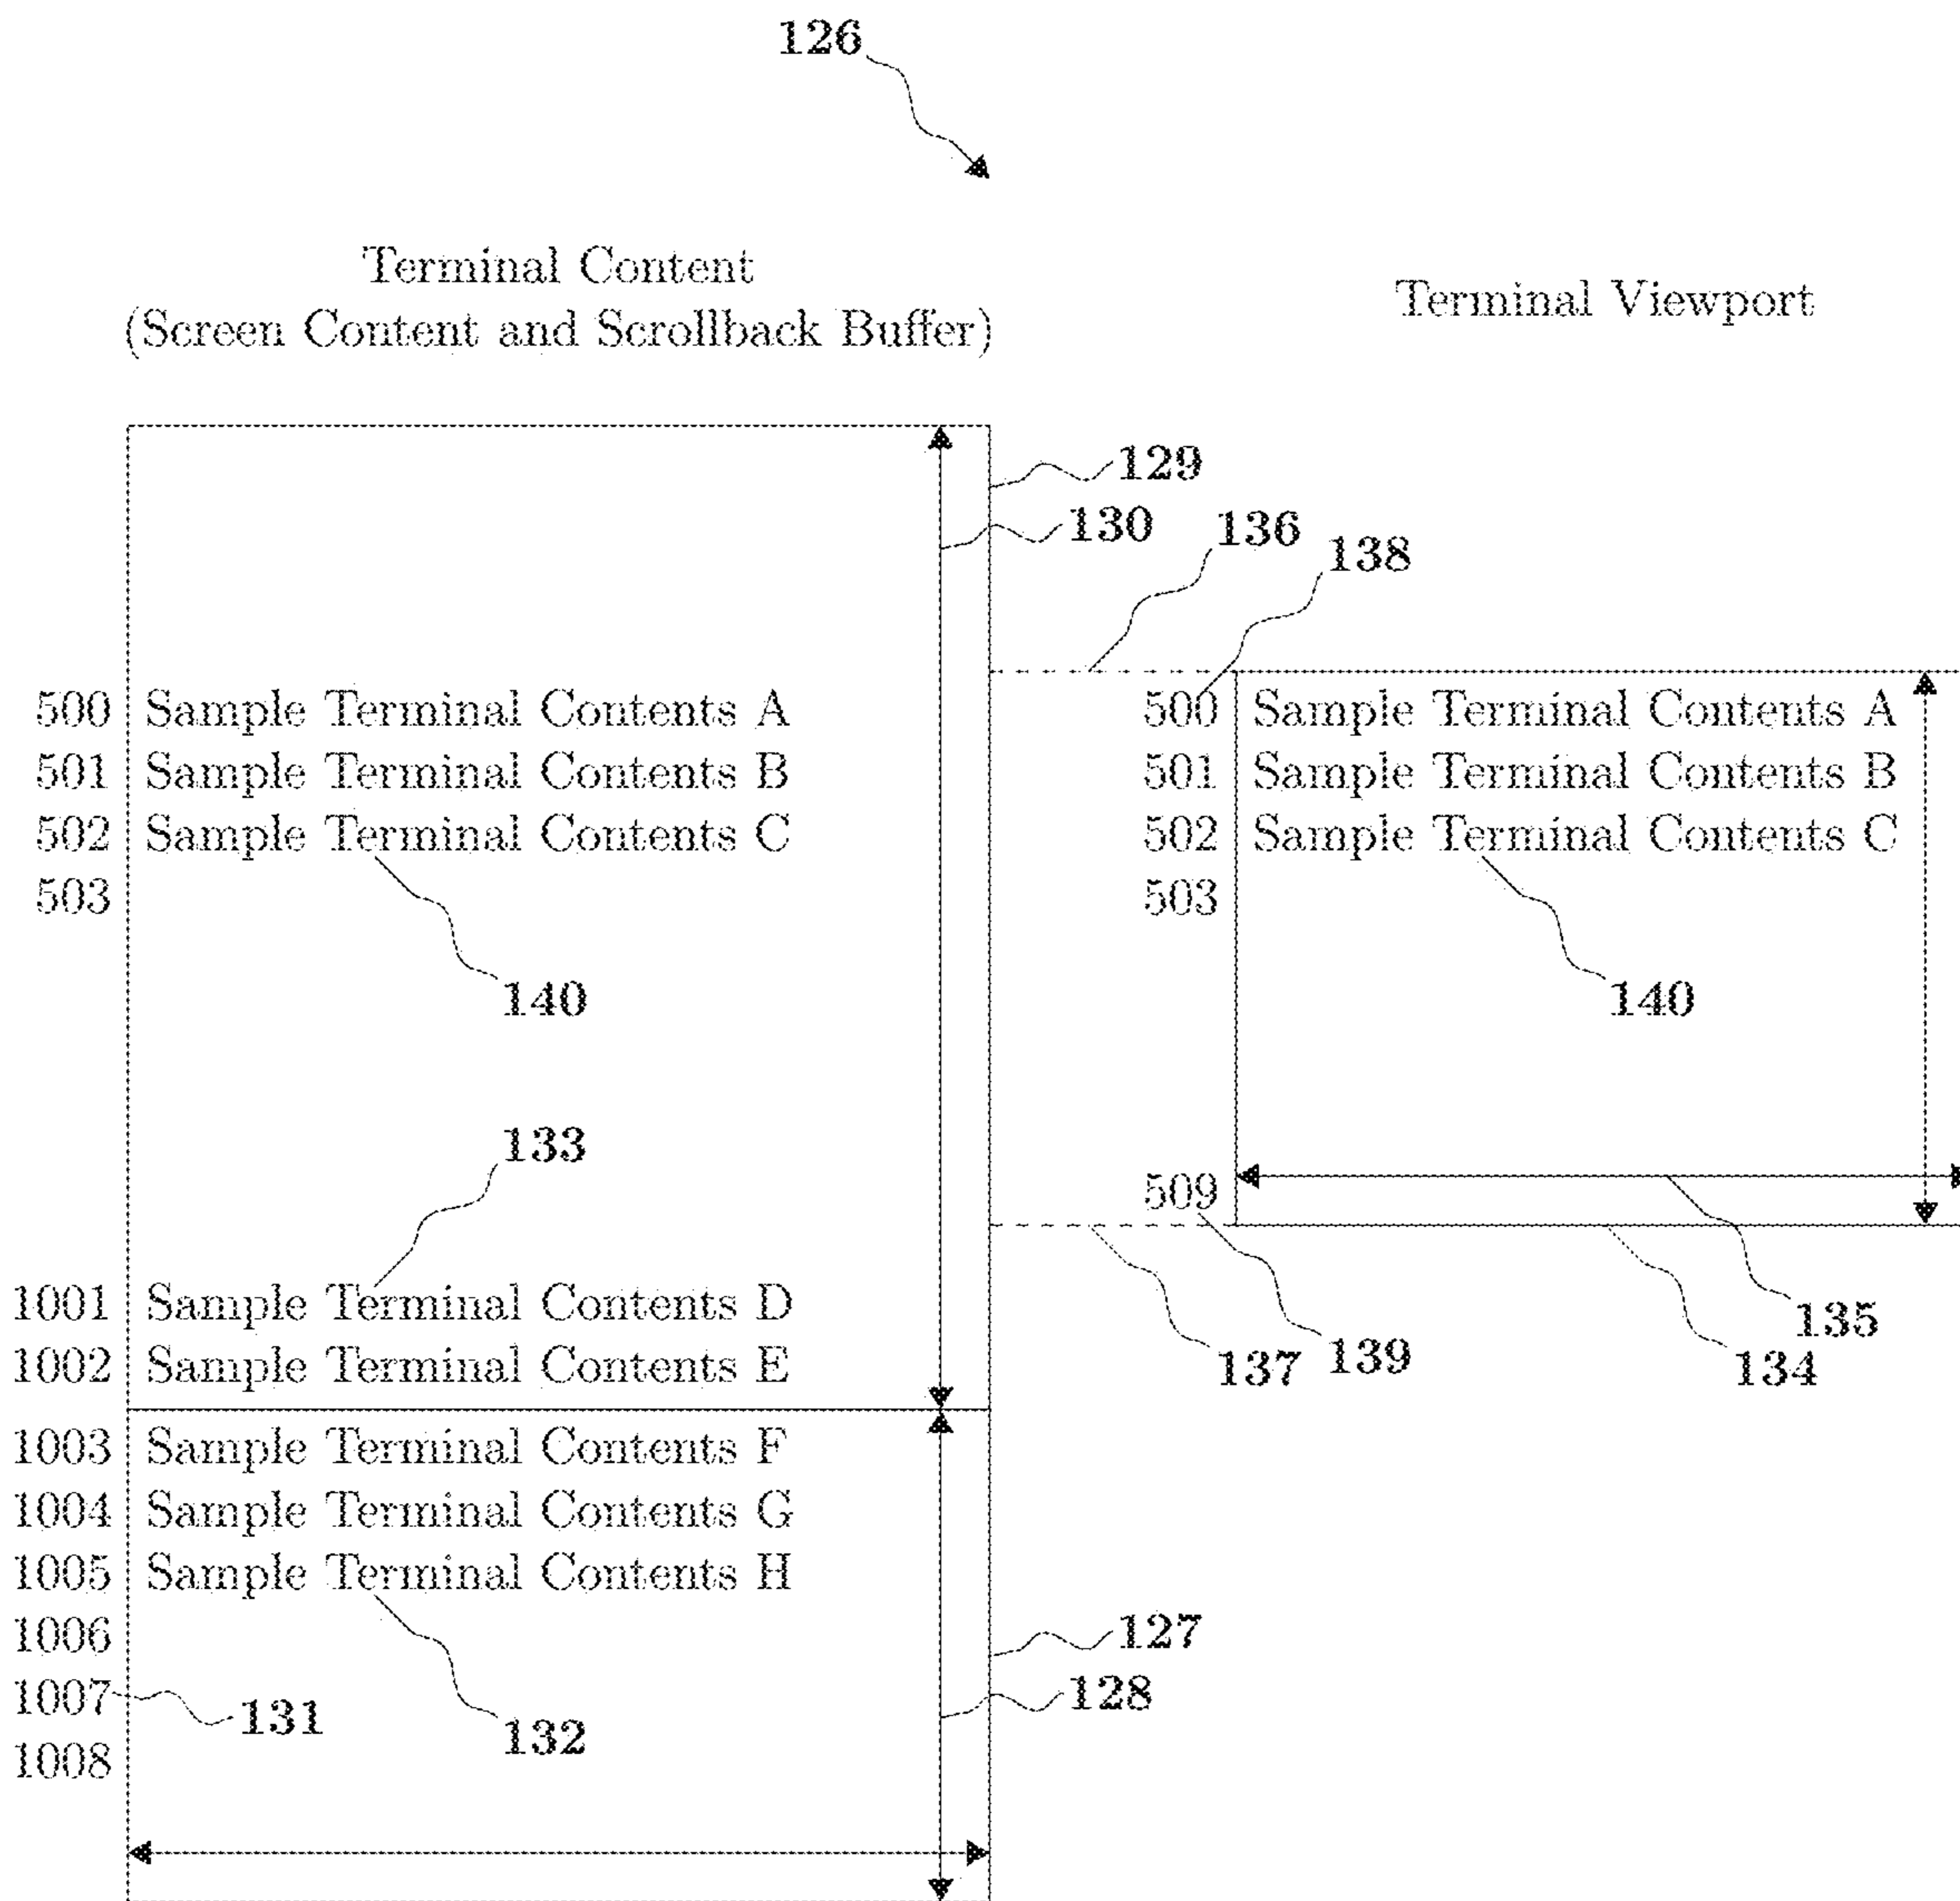 126
Terminal Content
(Screen Content and Scrollback Buffer)
Terminal Viewport
129
130
136
138
500 Sample Terminal Contents A
501 Sample Terminal Contents B
502 Sample Terminal Contents C
503
140
500 Sample Terminal Contents A
501 Sample Terminal Contents B
502 Sample Terminal Contents C
503
140
509
133
1001 Sample Terminal Contents D
1002 Sample Terminal Contents E
137
139
134
135
1003 Sample Terminal Contents F
1004 Sample Terminal Contents G
1005 Sample Terminal Contents H
1006
1007
1008
127
128
131
132